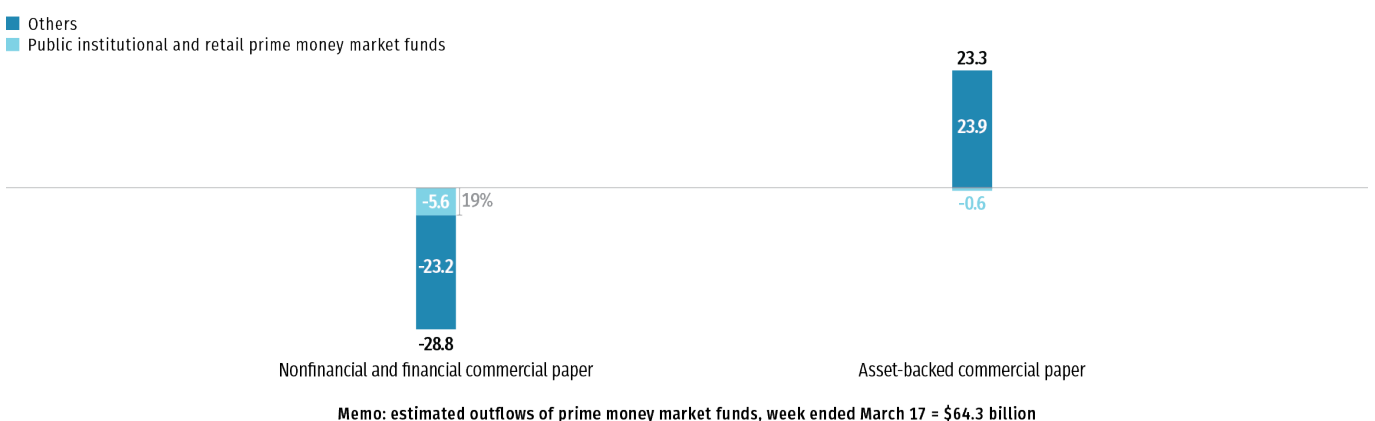 Others
Public institutional and retail prime money market funds
23.3
23.9
-0.6
-5.6
19%
-23.2
-28.8
Nonfinancial and financial commercial paper
Asset-backed commercial paper
Memo: estimated outflows of prime money market funds, week ended March 17 = $64.3 billion